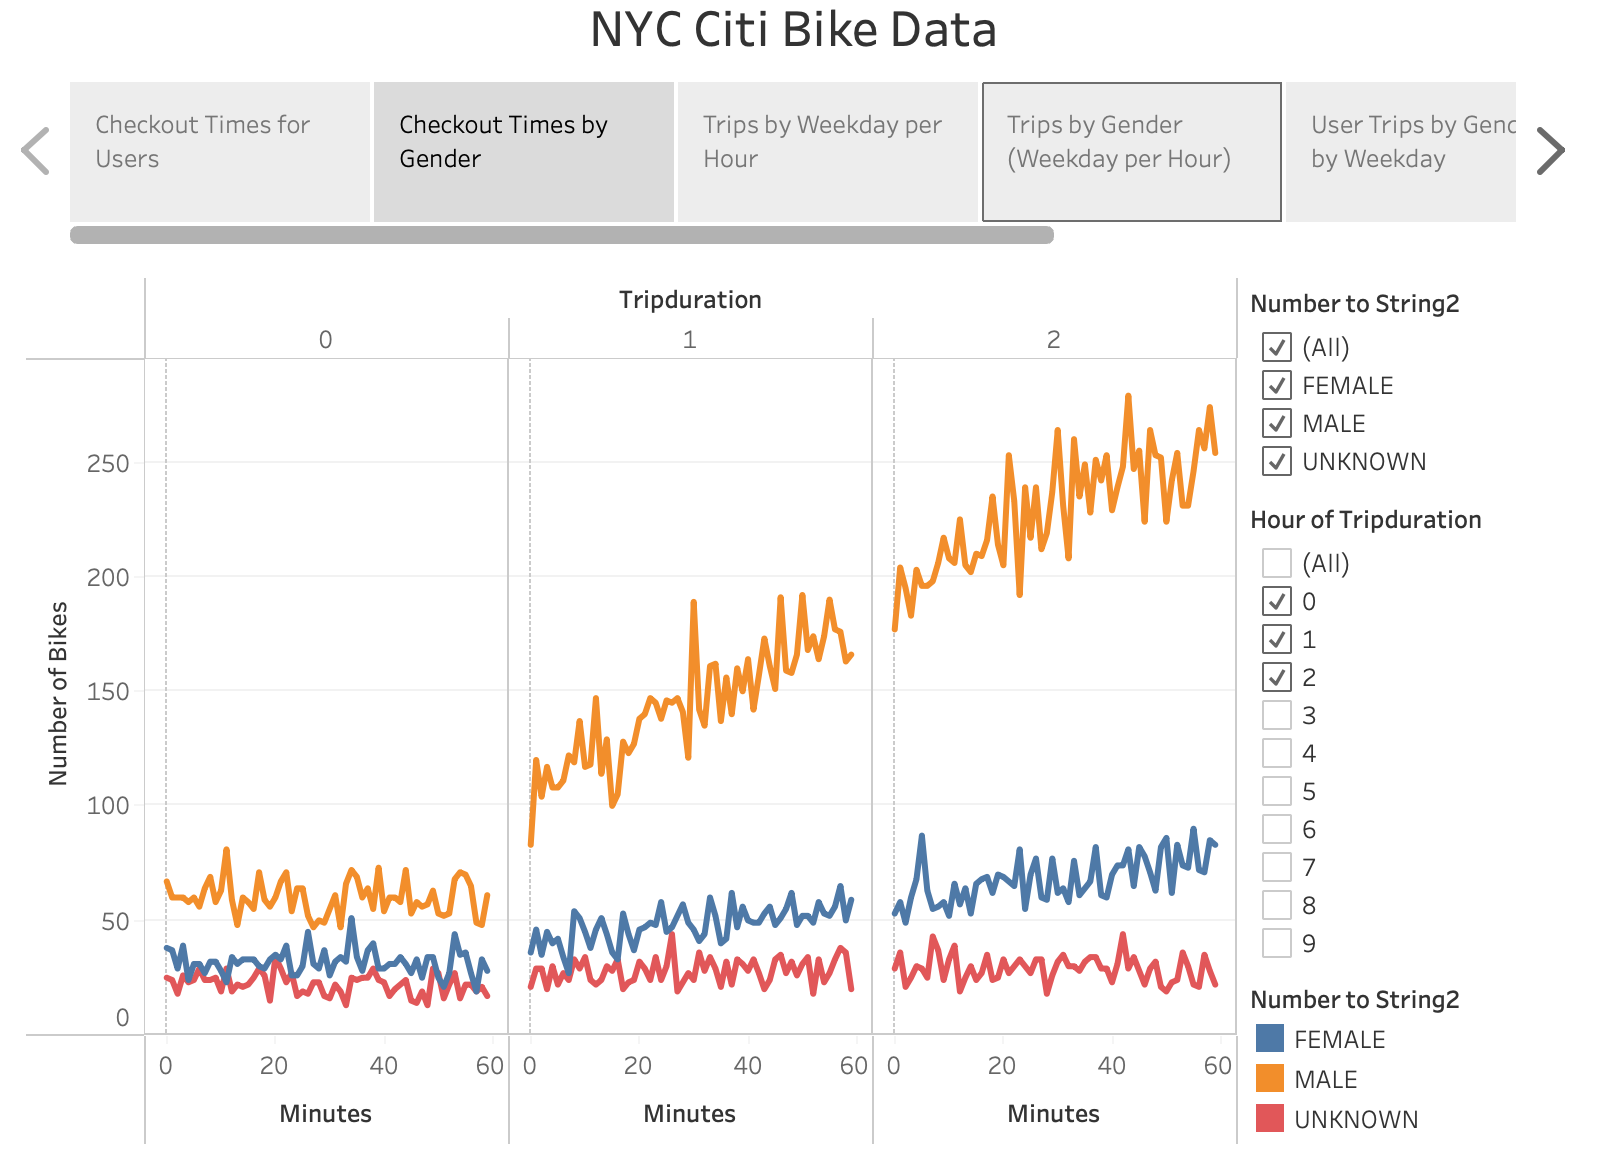 NYC Citi Bike Data
Checkout Times for
Users
Checkout Times by
Gender
Trips by Weekday per
Hour
Trips by Gender
(Weekday per Hour)
User Trips by Genc
by Weekday
Tripduration
0
1
2
Number of Bikes
250
200
150
100
50
0
0
20
40
60
0
20
40
60
0
20
40
60
Minutes
Minutes
Minutes
Number to String2
(All)
FEMALE
MALE
UNKNOWN
Hour of Tripduration
(All)
0
1
2
3
4
5
6
7
8
9
Number to String2
FEMALE
MALE
UNKNOWN